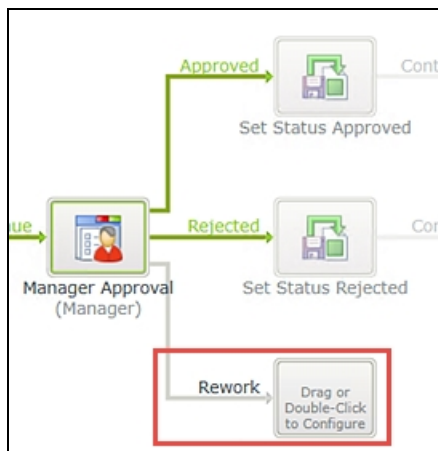 Approved
Cont
Set Status Approved
ue
Rejected
Con
Manager Approval
(Manager)
Set Status Rejected
Rework
Drag or
Double-Click
to Configure